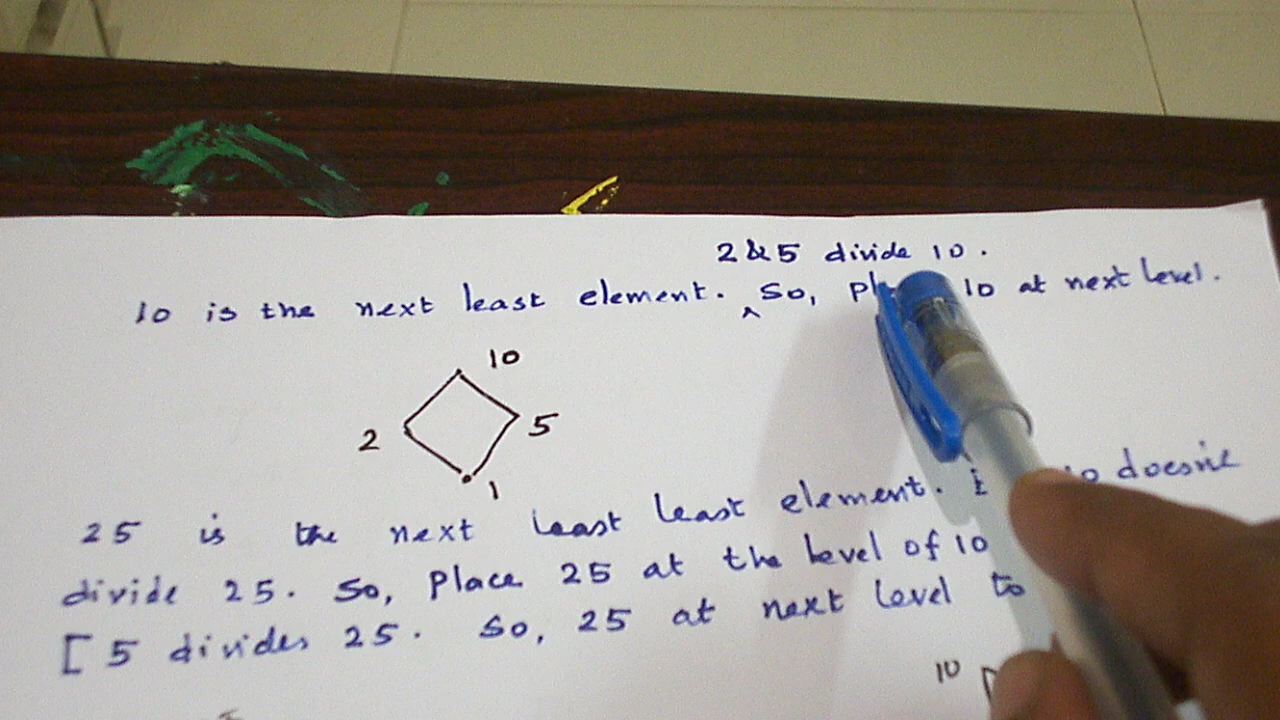 2 & 5 divide 10.
10 is the next least element. ^ So, 10 at next level.
10
2
5
1
25 is the next least least element. 10 doesn't
divide 25. So, Place 25 at the level of 10
[ 5 divides 25. So, 25 at next level to
10